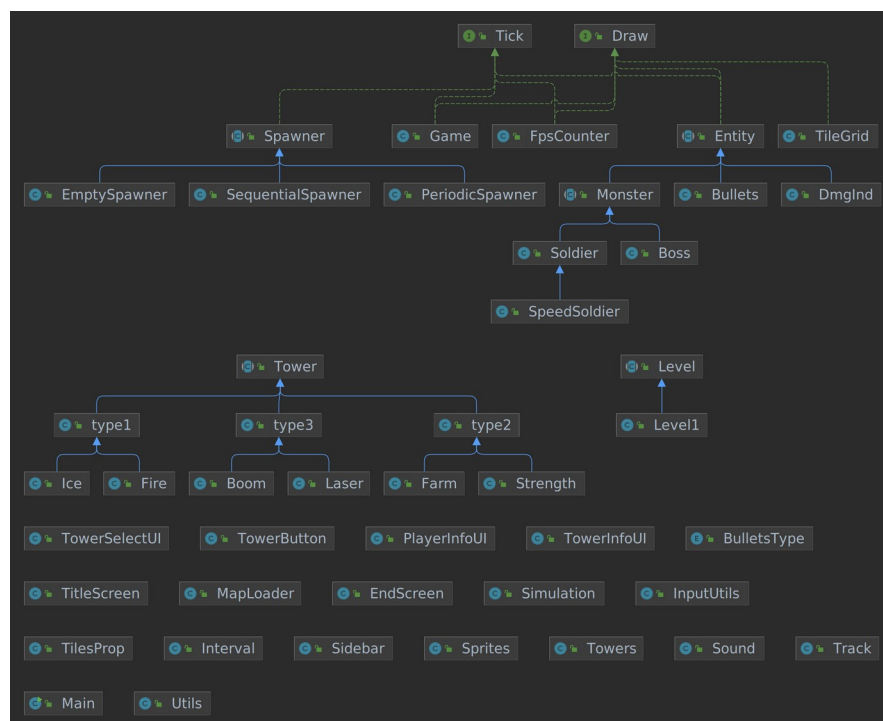 Tick Draw
Spawner Game FpsCounter Entity TileGrid
EmptySpawner SequentialSpawner PeriodicSpawner Monster Bullets DmgInd
Soldier Boss
SpeedSoldier
Tower Level
type1 type3 type2 Level1
Ice Fire Boom Laser Farm Strength
TowerSelectUI TowerButton PlayerInfoUI TowerInfoUI BulletsType
TitleScreen MapLoader EndScreen Simulation InputUtils
TilesProp Interval Sidebar Sprites Towers Sound Track
Main Utils